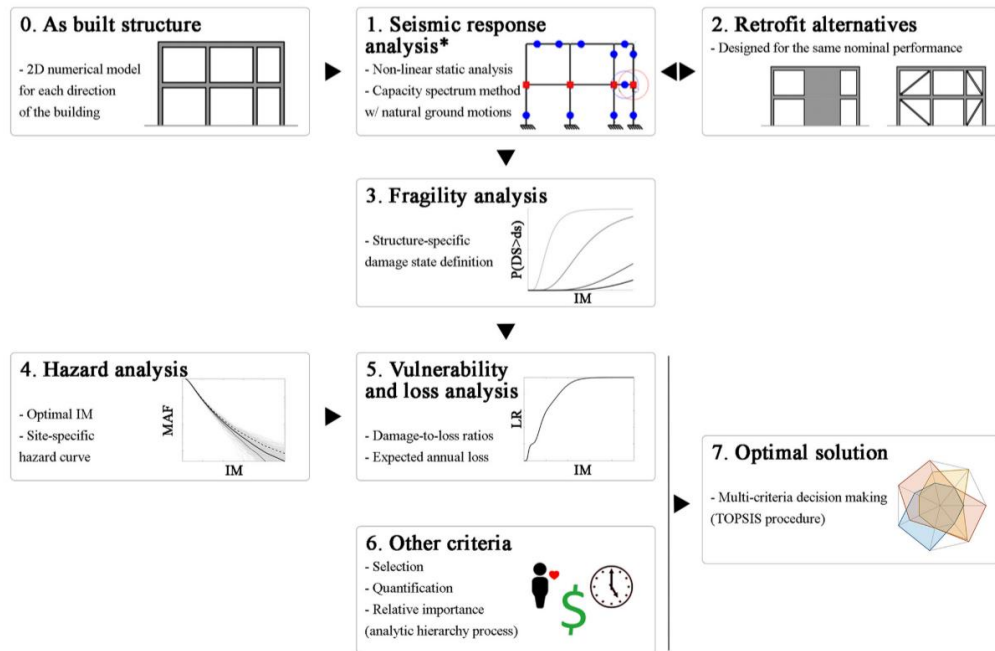 0. As built structure
- 2D numerical model
for each direction
of the building
1. Seismic response
analysis*
- Non-linear static analysis
- Capacity spectrum method
w/ natural ground motions
2. Retrofit alternatives
- Designed for the same nominal performance
3. Fragility analysis
- Structure-specific
damage state definition
P(DS>ds)
IM
4. Hazard analysis
- Optimal IM
- Site-specific
hazard curve
MAF
IM
5. Vulnerability
and loss analysis
- Damage-to-loss ratios
- Expected annual loss
LR
IM
6. Other criteria
- Selection
- Quantification
- Relative importance
(analytic hierarchy process)
$
7. Optimal solution
- Multi-criteria decision making
(TOPSIS procedure)